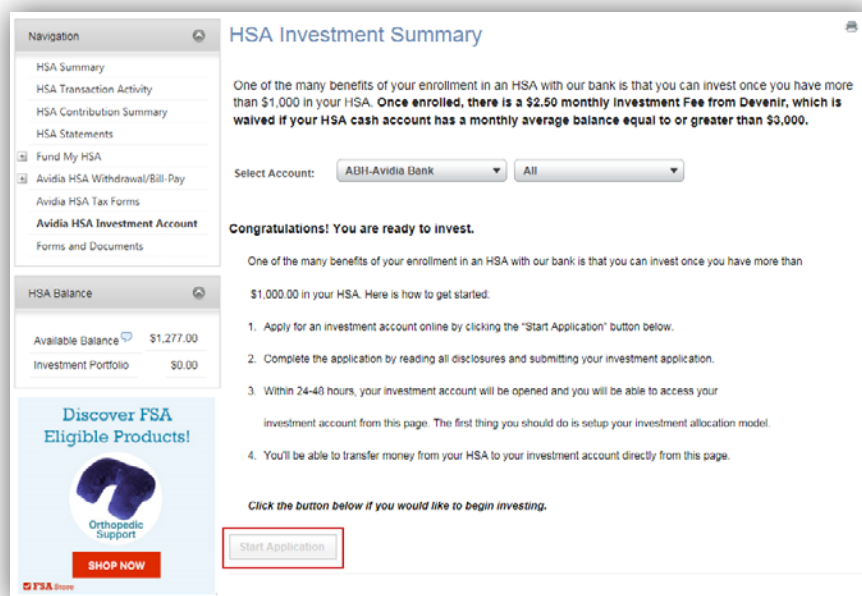 Navigation
HSA Summary
HSA Transaction Activity
HSA Contribution Summary
HSA Statements
Fund My HSA
Avidia HSA Withdrawal/Bill-Pay
Avidia HSA Tax Forms
Avidia HSA Investment Account
Forms and Documents
HSA Balance
Available Balance $1,277.00
Investment Portfolio $0.00
Discover FSA
Eligible Products!
Orthopedic
Support
SHOP NOW
FSA Store
HSA Investment Summary
One of the many benefits of your enrollment in an HSA with our bank is that you can invest once you have more
than $1,000 in your HSA. Once enrolled, there is a $2.50 monthly Investment Fee from Devenir, which is
waived if your HSA cash account has a monthly average balance equal to or greater than $3,000.
Select Account: ABH-Avidia Bank All
Congratulations! You are ready to invest.
One of the many benefits of your enrollment in an HSA with our bank is that you can invest once you have more than
$1,000.00 in your HSA. Here is how to get started:
1. Apply for an investment account online by clicking the "Start Application" button below.
2. Complete the application by reading all disclosures and submitting your investment application.
3. Within 24-48 hours, your investment account will be opened and you will be able to access your
investment account from this page. The first thing you should do is setup your investment allocation model.
4. You'll be able to transfer money from your HSA to your investment account directly from this page.
Click the button below if you would like to begin investing.
Start Application